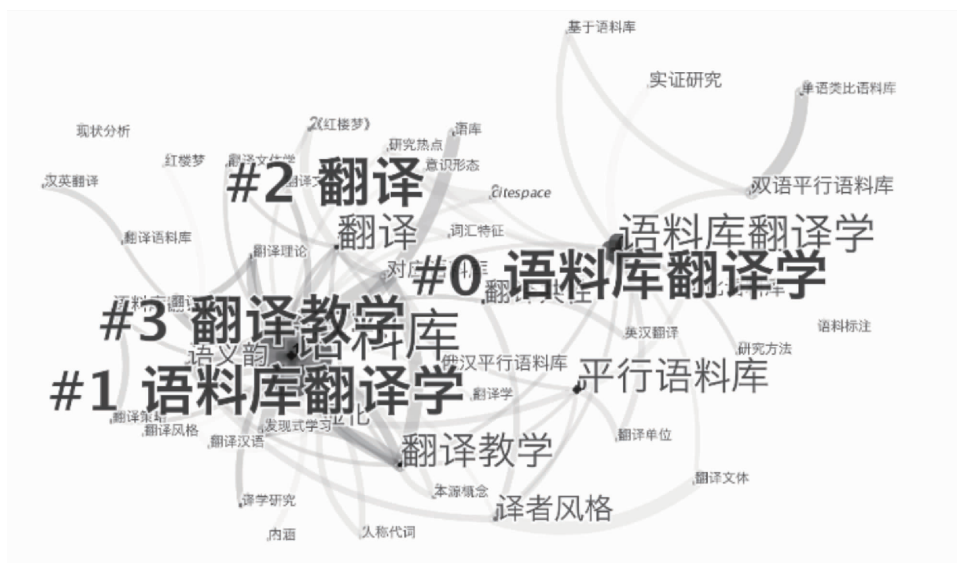 基于语料库
实证研究
单语类比语料库
《红楼梦》
语库
现状分析
研究热点
红楼梦
翻译文体学
意识形态
汉英翻译
#2 翻译
双语平行语料库
Citespace
翻译
词汇特征
语料库翻译学
翻译语料库
翻译理论
#0 语料库翻译学
#3 翻译教学
语料库
语料标注
英汉翻译
研究方法
语义韵
俄汉平行语料库
平行语料库
#1 语料库翻译学
翻译学
翻译风格
发现式学习
翻译汉语
翻译单位
翻译教学
翻译文体
本源概念
译学研究
译者风格
内涵
人称代词